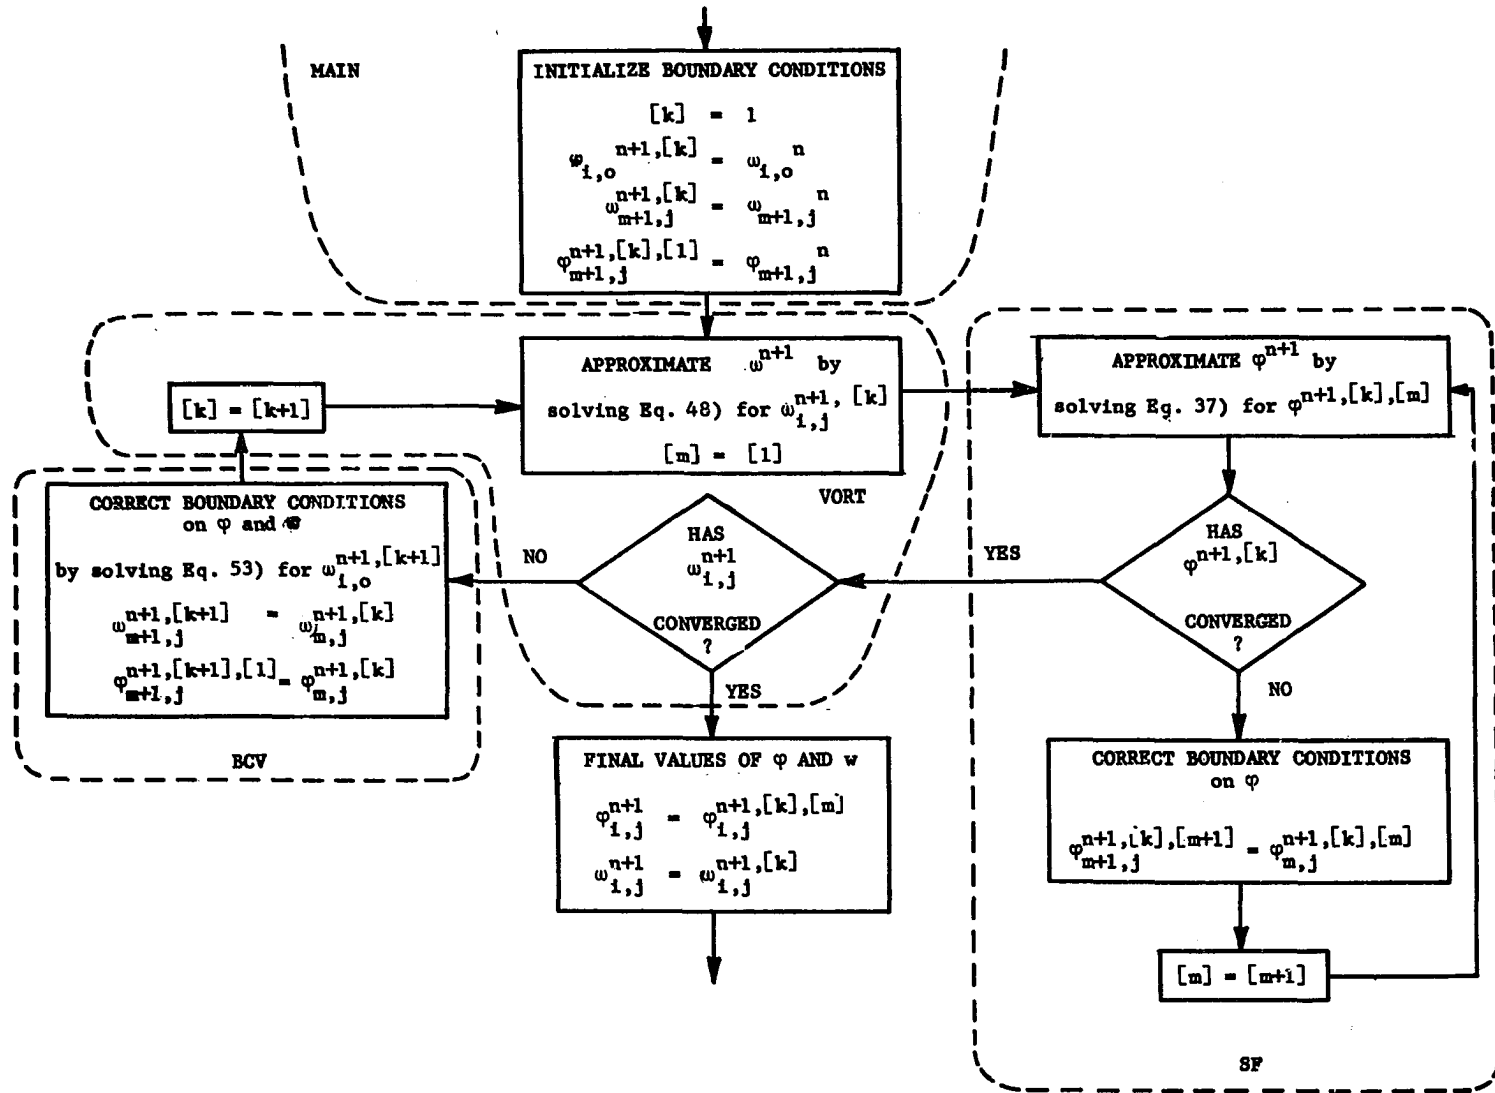 MAIN
INITIALIZE BOUNDARY CONDITIONS
[k] = 1
φ_{i,o}^{n+1,[k]} = ω_{i,o}^{n}
ω_{m+1,j}^{n+1,[k]} = ω_{m+1,j}^{n}
φ_{m+1,j}^{n+1,[k],[1]} = φ_{m+1,j}^{n}
[k] = [k+1]
APPROXIMATE ω^{n+1} by
solving Eq. 48) for ω_{i,j}^{n+1,[k]}
[m] = [1]
VORT
APPROXIMATE φ^{n+1} by
solving Eq. 37) for φ^{n+1,[k],[m]}
CORRECT BOUNDARY CONDITIONS
on φ and
by solving Eq. 53) for ω_{i,o}^{n+1,[k+1]}
ω_{m+1,j}^{n+1,[k+1]} = ω_{m,j}^{n+1,[k]}
φ_{m+1,j}^{n+1,[k+1],[1]} = φ_{m,j}^{n+1,[k]}
BCV
NO
HAS
ω_{i,j}^{n+1}
CONVERGED
?
YES
YES
HAS
φ^{n+1,[k]}
CONVERGED
?
NO
FINAL VALUES OF φ AND w
φ_{i,j}^{n+1} = φ_{i,j}^{n+1,[k],[m]}
ω_{i,j}^{n+1} = ω_{i,j}^{n+1,[k]}
CORRECT BOUNDARY CONDITIONS
on φ
φ_{m+1,j}^{n+1,[k],[m+1]} = φ_{m,j}^{n+1,[k],[m]}
[m] = [m+1]
SF